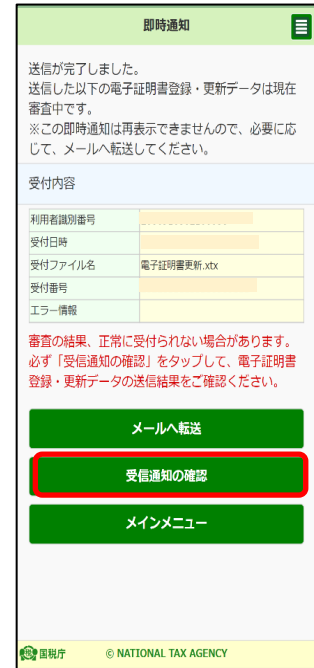 即時通知
送信が完了しました。
送信した以下の電子証明書登録・更新データは現在
審査中です。
※この即時通知は再表示できませんので、必要に応
じて、メールへ転送してください。
受付内容
利用者識別番号
受付日時
受付ファイル名 電子証明書更新.xtx
受付番号
エラー情報
審査の結果、正常に受付られない場合があります。
必ず「受信通知の確認」をタップして、電子証明書
登録・更新データの送信結果をご確認ください。
メールへ転送
受信通知の確認
メインメニュー
国税庁 © NATIONAL TAX AGENCY